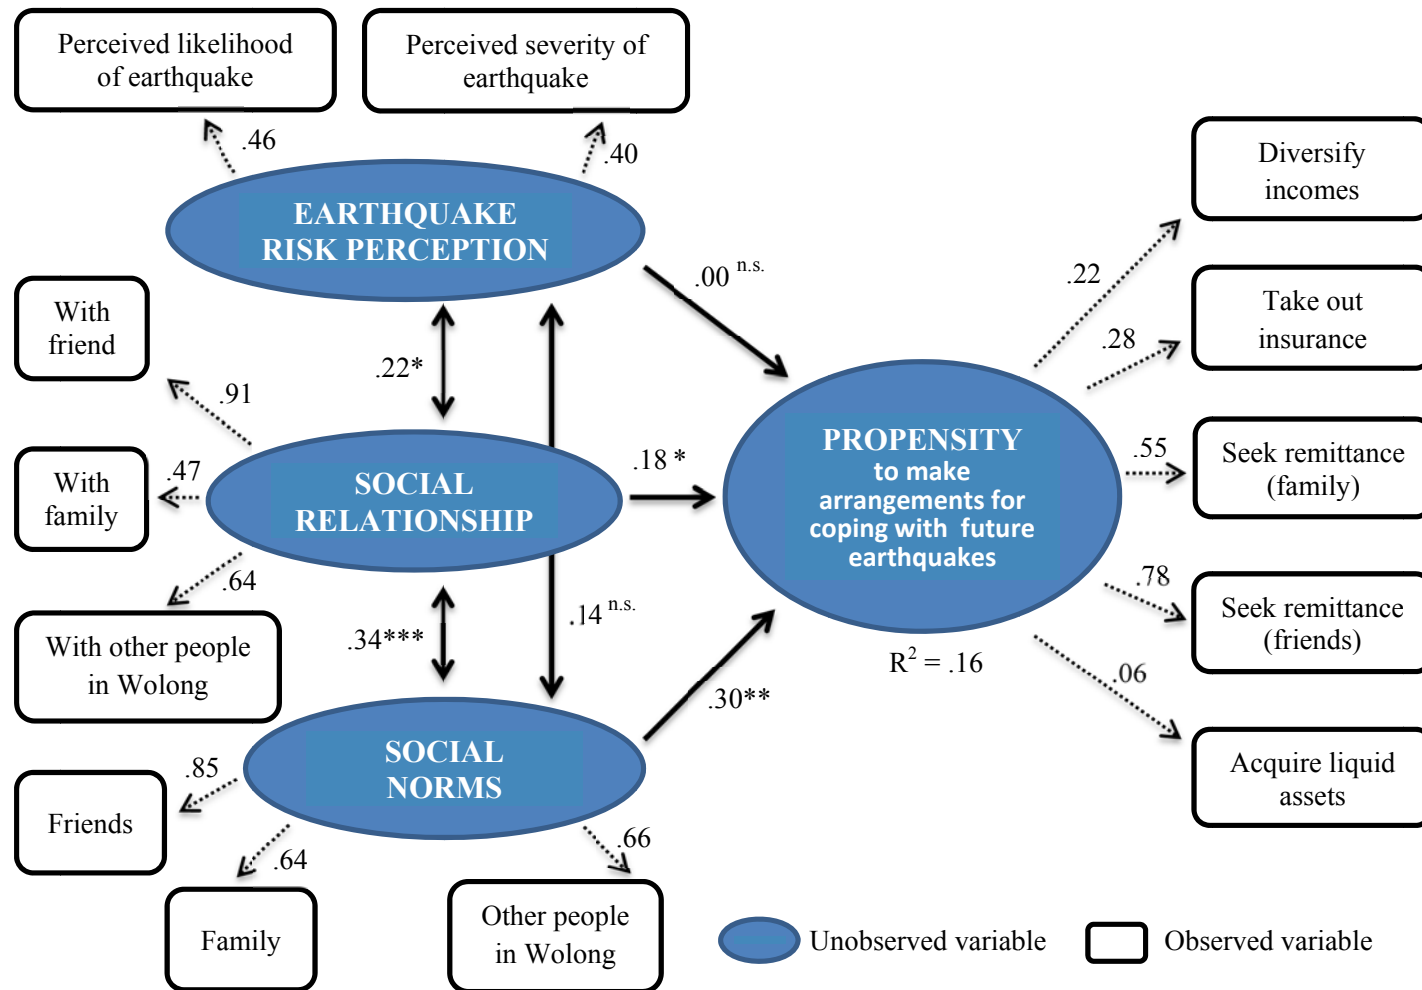 Perceived likelihood
of earthquake
Perceived severity of
earthquake
.46
.40
EARTHQUAKE
RISK PERCEPTION
Diversify
incomes
With
friend
.00 n.s.
.22
Take out
insurance
.22*
.28
.91
With
family
.47
SOCIAL
RELATIONSHIP
.18 *
PROPENSITY
to make
arrangements for
coping with future
earthquakes
.55
Seek remittance
(family)
.64
With other people
in Wolong
.34***
.14 n.s.
.78
Seek remittance
(friends)
R² = .16
.06
.30**
SOCIAL
NORMS
.85
Friends
Acquire liquid
assets
.64
Family
.66
Other people
in Wolong
Unobserved variable
Observed variable